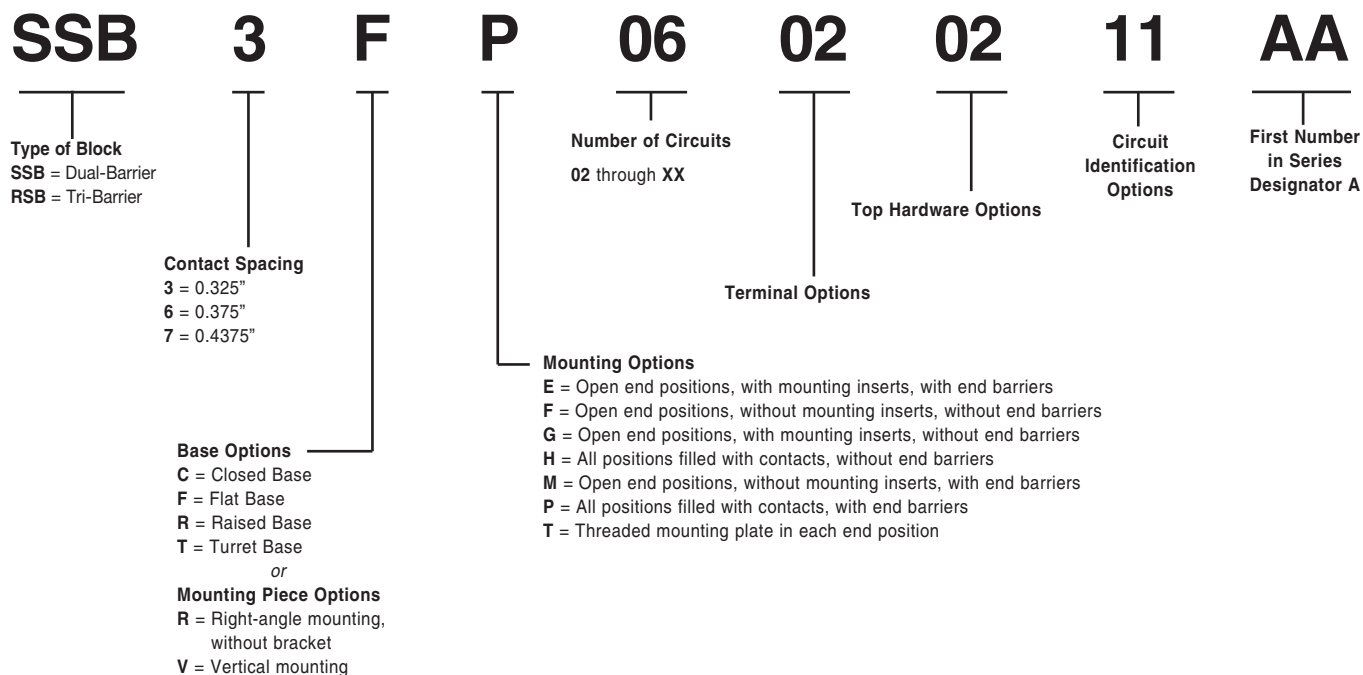 SSB 3 F P 06 02 02 11 AA
Type of Block
SSB = Dual-Barrier
RSB = Tri-Barrier
Contact Spacing
3 = 0.325”
6 = 0.375”
7 = 0.4375”
Base Options
C = Closed Base
F = Flat Base
R = Raised Base
T = Turret Base
or
Mounting Piece Options
R = Right-angle mounting,
without bracket
V = Vertical mounting
Mounting Options
E = Open end positions, with mounting inserts, with end barriers
F = Open end positions, without mounting inserts, without end barriers
G = Open end positions, with mounting inserts, without end barriers
H = All positions filled with contacts, without end barriers
M = Open end positions, without mounting inserts, with end barriers
P = All positions filled with contacts, with end barriers
T = Threaded mounting plate in each end position
Number of Circuits
02 through XX
Terminal Options
Top Hardware Options
Circuit
Identification
Options
First Number
in Series
Designator A